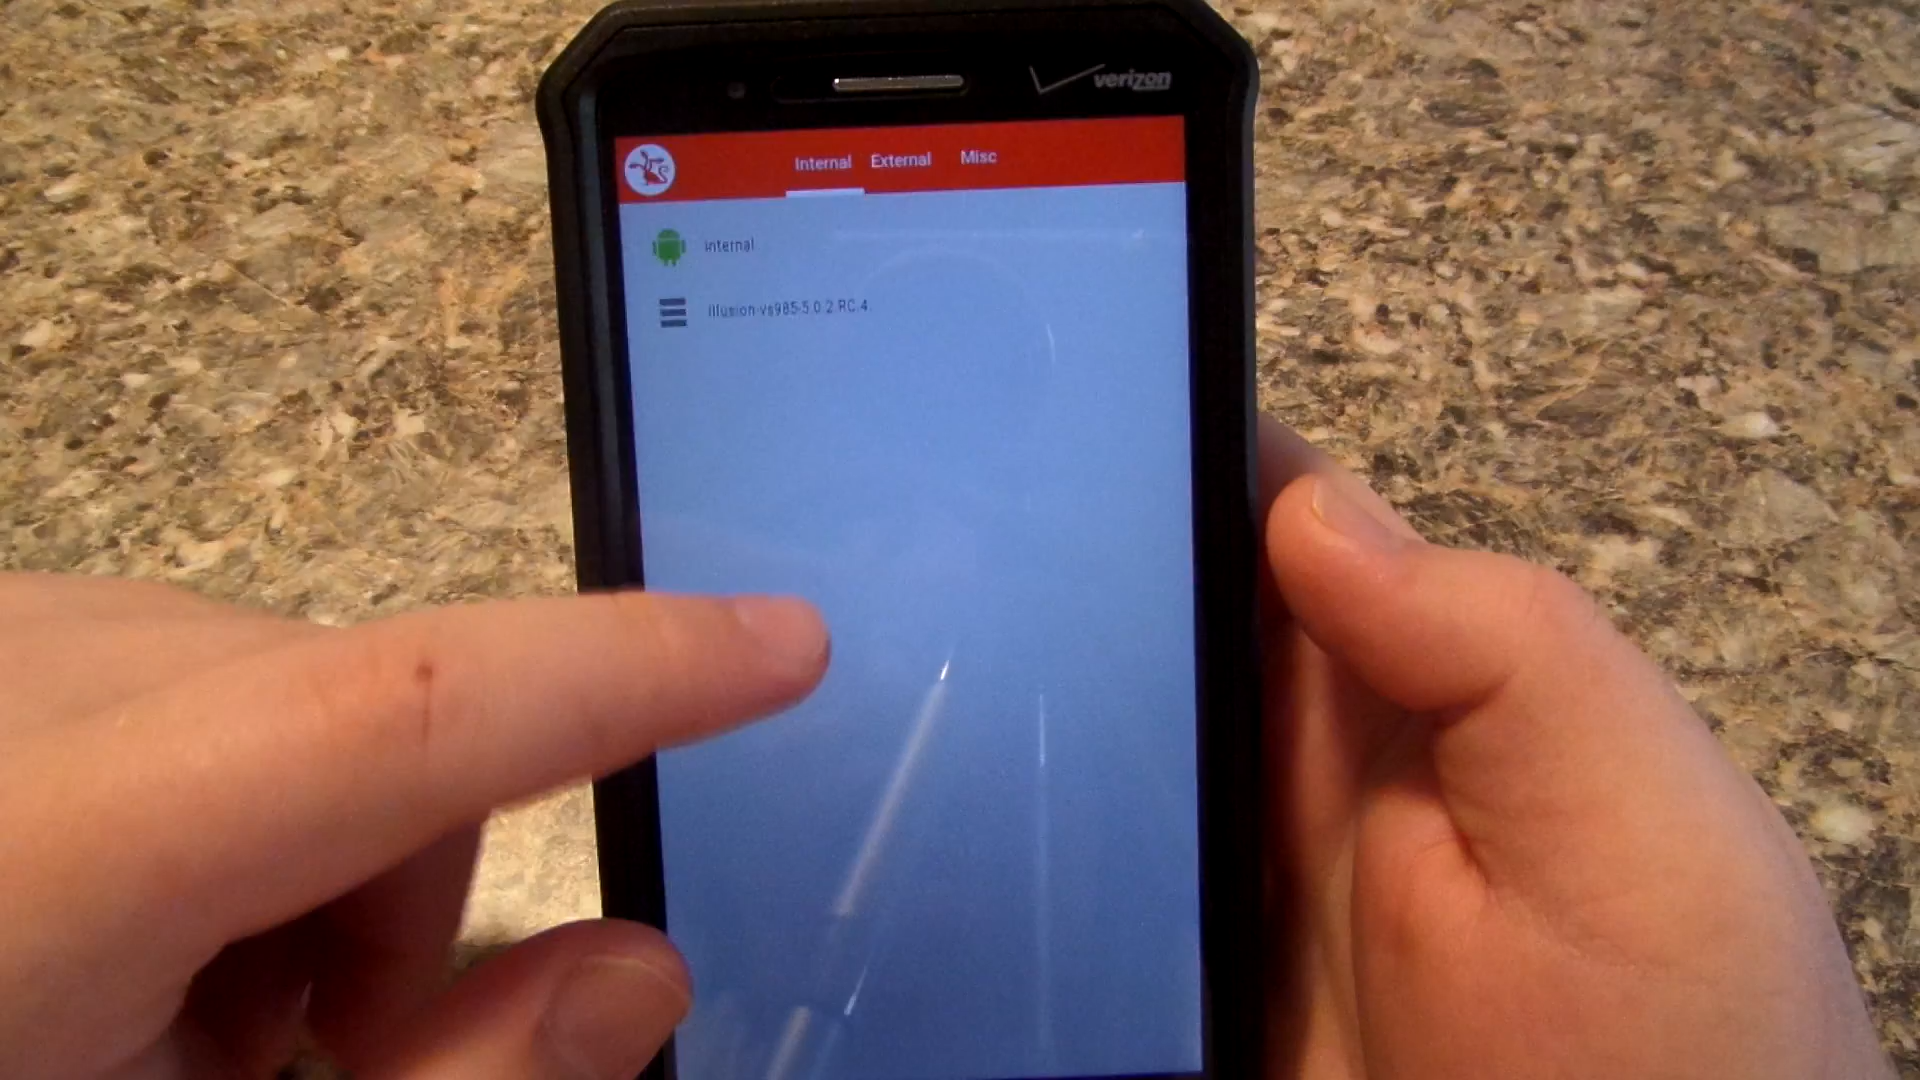 verizon
Internal External Misc
internal
illusion-vs985-5.0.2.RC.4.